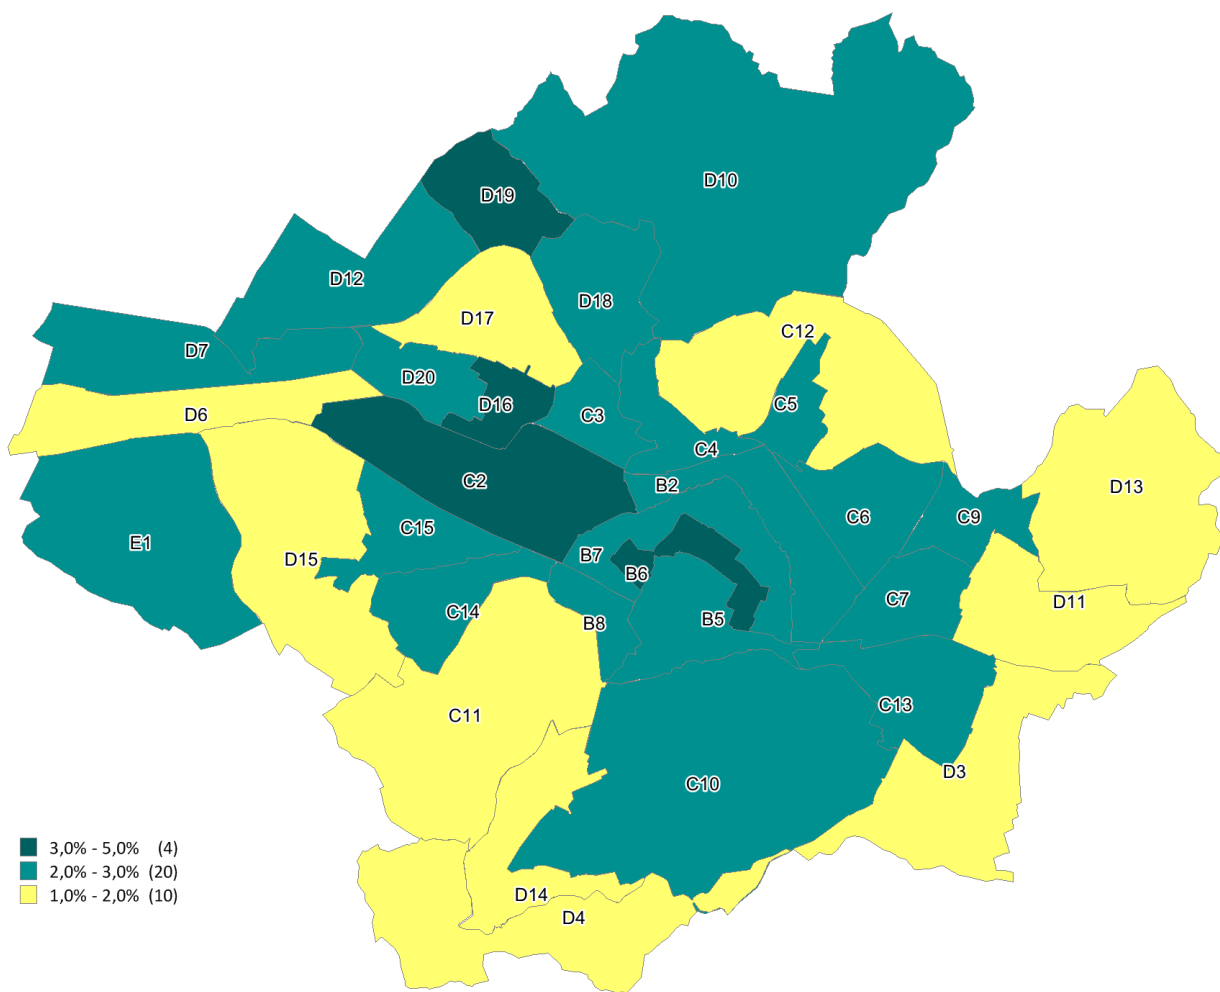 D19
D10
D12
D18
D17
C12
D7
D20
D16
C5
D6
C3
C4
C2
B2
D13
C15
C6
C9
E1
D15
B7
B6
C7
D11
C14
B8
B5
C11
C13
D3
C10
3,0% - 5,0% (4)
2,0% - 3,0% (20)
1,0% - 2,0% (10)
D14
D4